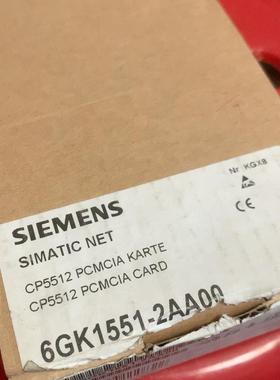 SIEMENS
SIMATIC NET
CP5512 PCMCIA KARTE
CP5512 PCMCIA CARD
6GK1551-2AA00
Nr KGX8
CE